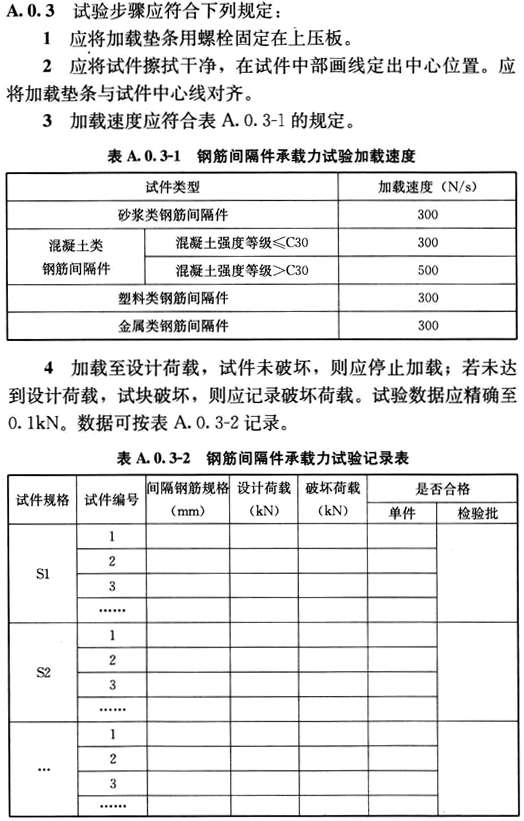 A.0.3 试验步骤应符合下列规定：
1 应将加载垫条用螺栓固定在上压板。
2 应将试件擦拭干净，在试件中部画线定出中心位置。应
将加载垫条与试件中心线对齐。
3 加载速度应符合表 A.0.3-1 的规定。
表 A.0.3-1 钢筋间隔件承载力试验加载速度
试件类型 加载速度（N/s）
砂浆类钢筋间隔件 300
混凝土类
钢筋间隔件
混凝土强度等级≤C30 300
混凝土强度等级＞C30 500
塑料类钢筋间隔件 300
金属类钢筋间隔件 300
4 加载至设计荷载，试件未破坏，则应停止加载；若未达
到设计荷载，试块破坏，则应记录破坏荷载。试验数据应精确至
0.1kN。数据可按表 A.0.3-2 记录。
表 A.0.3-2 钢筋间隔件承载力试验记录表
试件规格 试件编号 间隔钢筋规格（mm） 设计荷载（kN） 破坏荷载（kN） 是否合格
单件 检验批
S1
1
2
3
……
S2
1
2
3
……
…
1
2
3
……